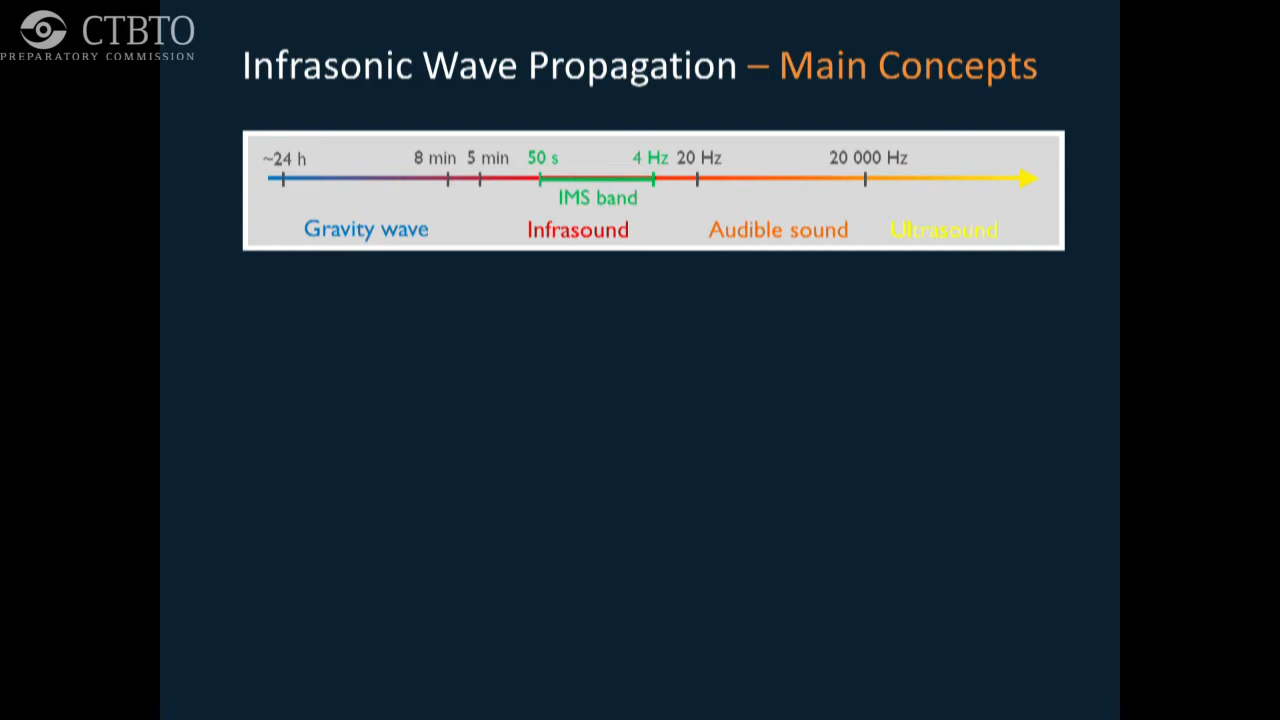 CTBTO
PREPARATORY COMMISSION
Infrasonic Wave Propagation – Main Concepts
~24 h 8 min 5 min 50 s 4 Hz 20 Hz 20 000 Hz
IMS band
Gravity wave Infrasound Audible sound Ultrasound